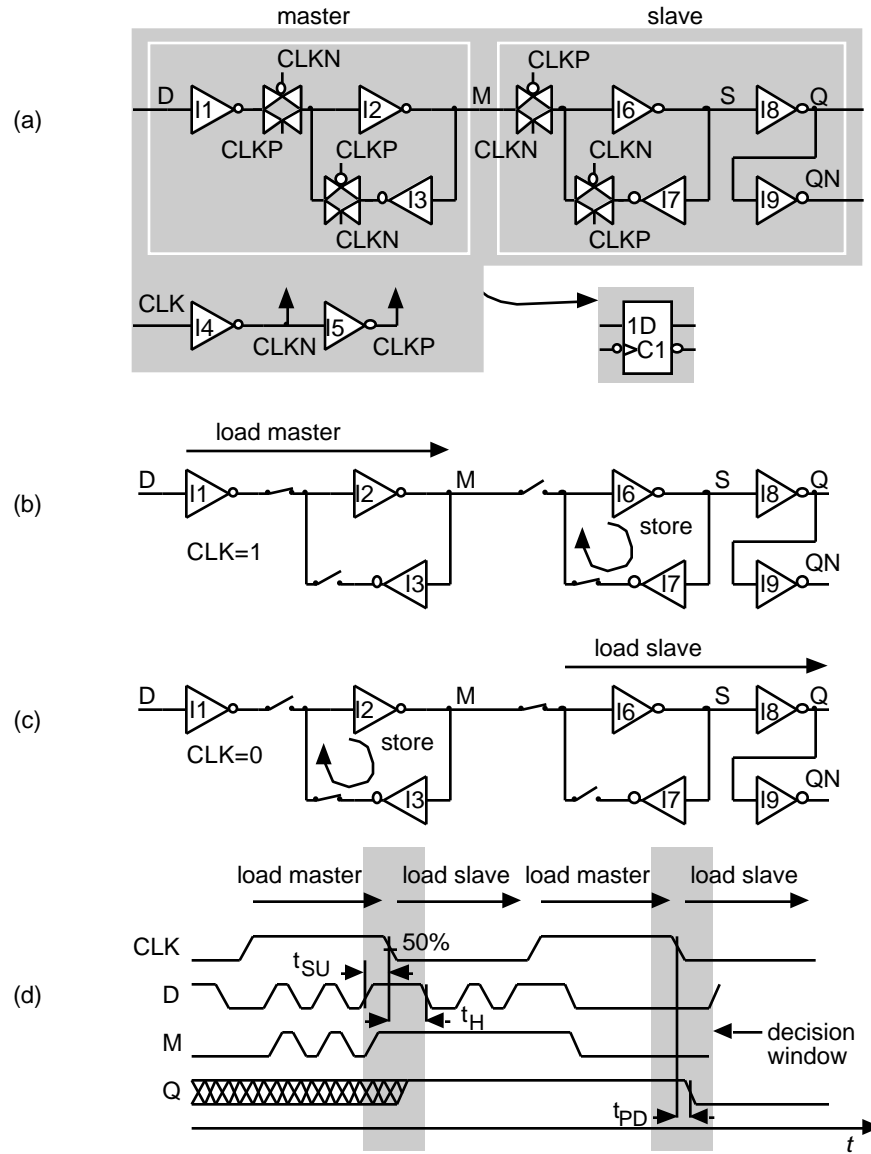 master
slave
(a)
D
I1
CLKN
CLKP
I2
M
CLKP
I3
CLKN
CLKP
CLKN
I6
S
I8
Q
CLKN
I7
CLKP
I9
QN
CLK
I4
CLKN
I5
CLKP
1D
C1
(b)
load master
D
I1
I2
M
I6
S
I8
Q
CLK=1
I3
store
I7
I9
QN
load slave
(c)
D
I1
I2
M
I6
S
I8
Q
CLK=0
store
I3
I7
I9
QN
load master
load slave
load master
load slave
CLK
50%
tSU
(d)
D
tH
M
decision
window
Q
tPD
t